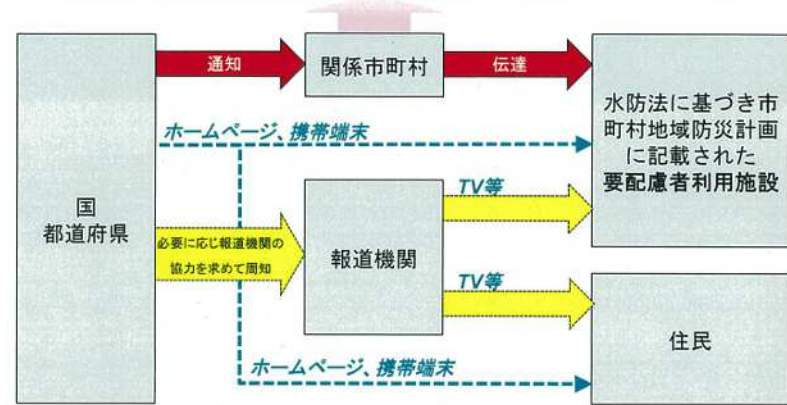 通知
関係市町村
伝達
水防法に基づき市
町村地域防災計画
に記載された
要配慮者利用施設
ホームページ、携帯端末
国
都道府県
必要に応じ報道機関の
協力を求めて周知
報道機関
TV等
TV等
住民
ホームページ、携帯端末